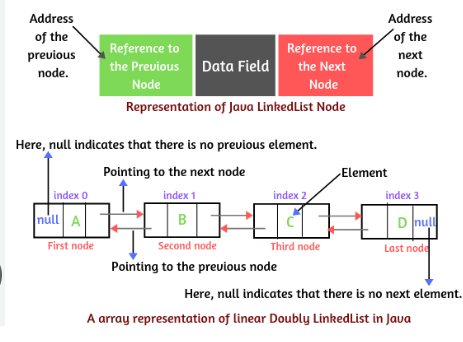 Address
of the
previous
node.
Reference to
the Previous
Node
Data Field
Reference to
the Next
Node
Address
of the
next
node.
Representation of Java LinkedList Node
Here, null indicates that there is no previous element.
Pointing to the next node
Element
index 0
index 1
index 2
index 3
null
A
B
C
D
null
First node
Second node
Third node
Last node
Pointing to the previous node
Here, null indicates that there is no next element.
A array representation of linear Doubly LinkedList in Java